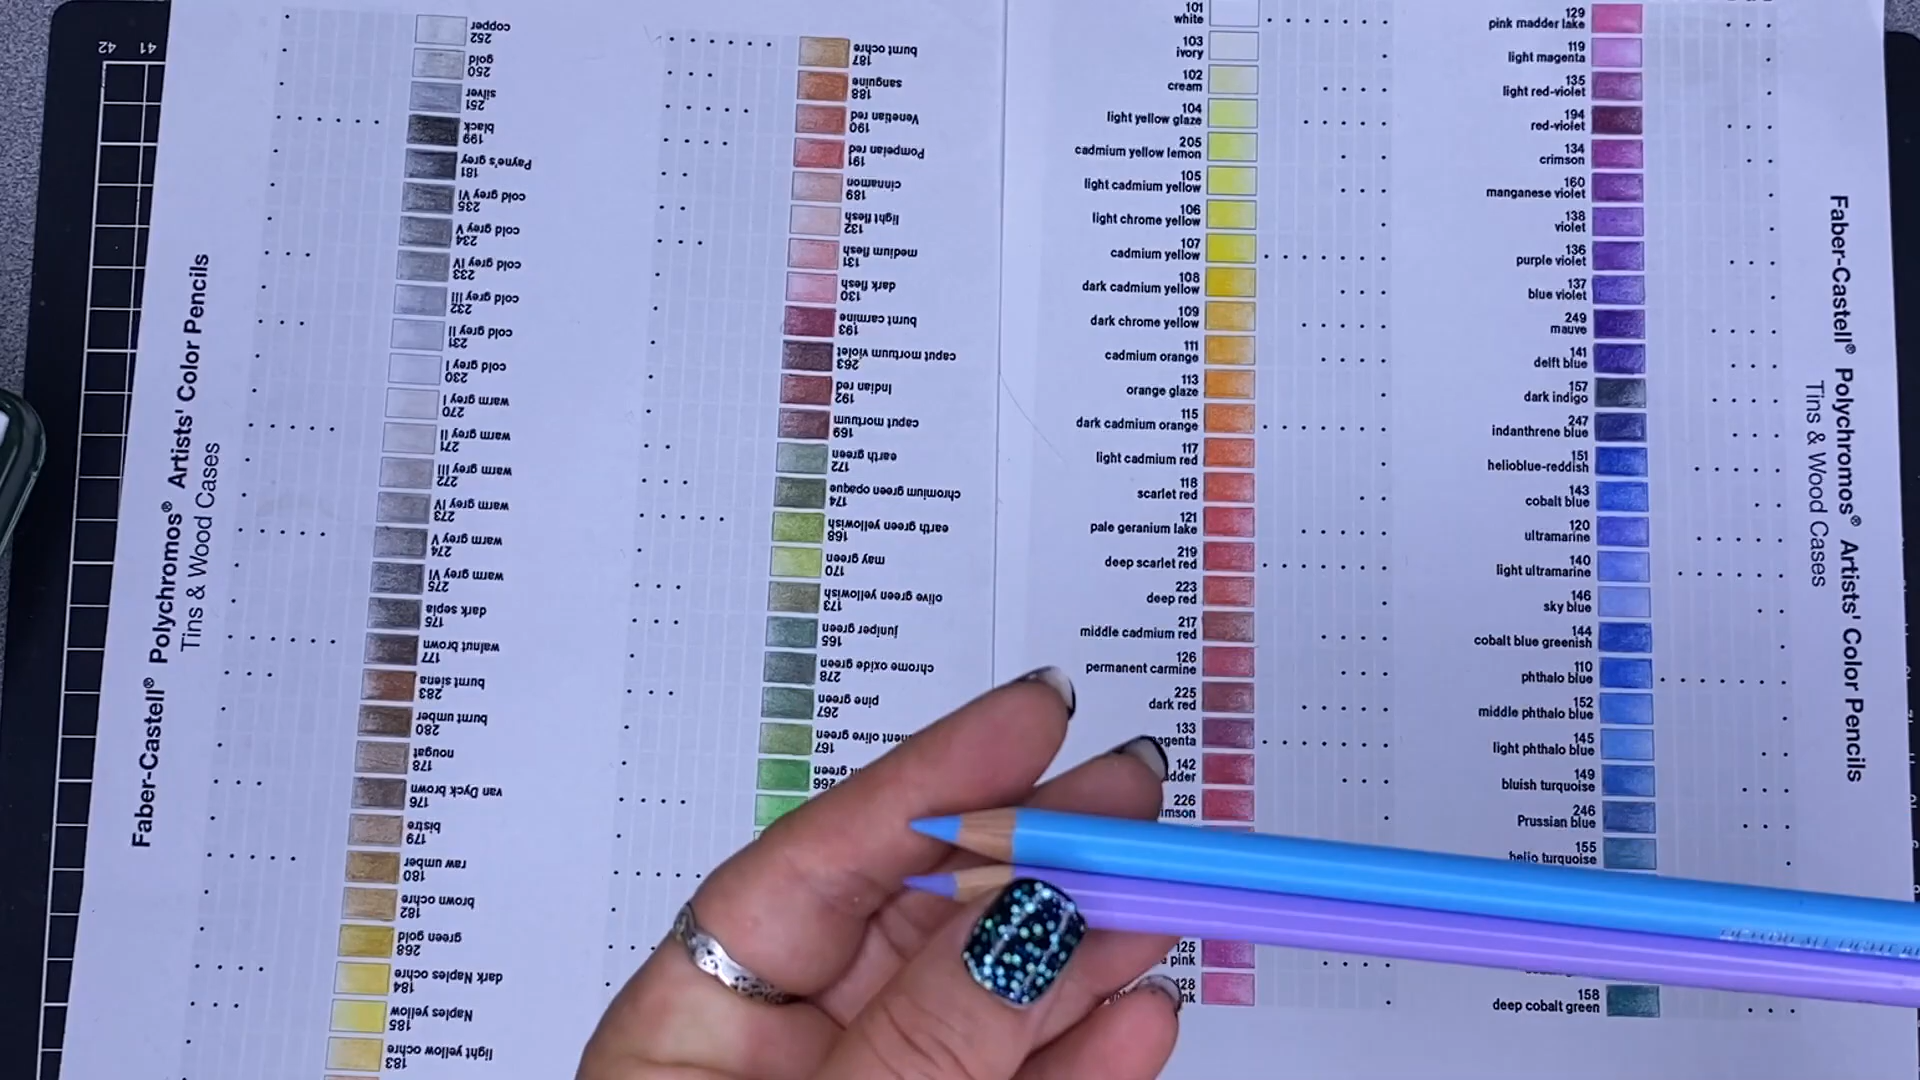 42 41
Faber-Castell® Polychromos® Artists' Color Pencils
Tins & Wood Cases
copper
252
gold
250
silver
251
black
199
Payne's grey
181
cold grey VI
235
cold grey V
234
cold grey IV
233
cold grey III
232
cold grey II
231
cold grey I
230
warm grey I
270
warm grey II
271
warm grey III
272
warm grey IV
273
warm grey V
274
warm grey VI
275
dark sepia
175
walnut brown
177
burnt siena
283
burnt umber
280
nougat
178
van Dyck brown
176
bistre
179
raw umber
180
brown ochre
182
green gold
268
dark Naples ochre
184
Naples yellow
185
light yellow ochre
183
burnt ochre
187
sanguine
188
Venetian red
190
Pompeian red
191
cinnamon
189
light flesh
132
medium flesh
131
dark flesh
130
burnt carmine
193
caput mortuum violet
263
Indian red
192
caput mortuum
169
earth green
172
chromium green opaque
174
earth green yellowish
168
may green
170
olive green yellowish
173
juniper green
165
chrome oxide green
278
pine green
267
olive green
167
green
266
101
white
103
ivory
102
cream
104
light yellow glaze
205
cadmium yellow lemon
105
light cadmium yellow
106
light chrome yellow
107
cadmium yellow
108
dark cadmium yellow
109
dark chrome yellow
111
cadmium orange
113
orange glaze
115
dark cadmium orange
117
light cadmium red
118
scarlet red
121
pale geranium lake
219
deep scarlet red
223
deep red
217
middle cadmium red
126
permanent carmine
225
dark red
133
142
226
pink
129
pink madder lake
119
light magenta
135
light red-violet
194
red-violet
134
crimson
160
manganese violet
138
violet
136
purple violet
137
blue violet
249
mauve
141
delft blue
157
dark indigo
247
indanthrene blue
151
helioblue-reddish
143
cobalt blue
120
ultramarine
140
light ultramarine
146
sky blue
144
cobalt blue greenish
110
phthalo blue
152
middle phthalo blue
145
light phthalo blue
149
bluish turquoise
246
Prussian blue
155
helio turquoise
158
deep cobalt green
Faber-Castell® Polychromos® Artists' Color Pencils
Tins & Wood Cases